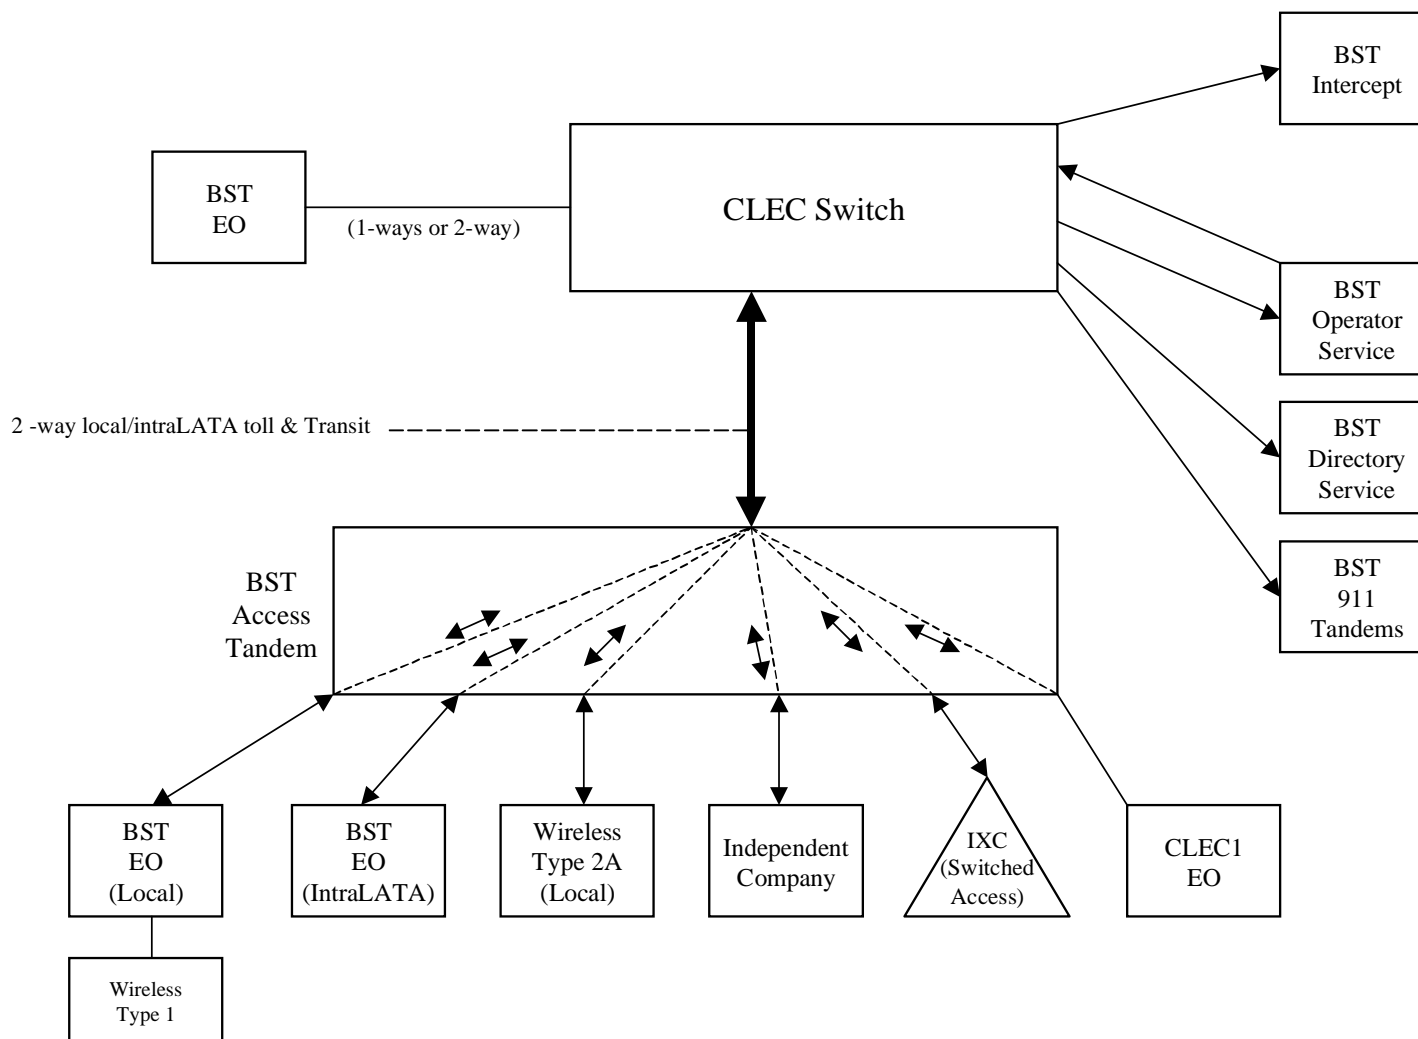 BST
Intercept
BST
EO
(1-ways or 2-way)
CLEC Switch
BST
Operator
Service
2 -way local/intraLATA toll & Transit
BST
Directory
Service
BST
911
Tandems
BST
Access
Tandem
BST
EO
(Local)
BST
EO
(IntraLATA)
Wireless
Type 2A
(Local)
Independent
Company
IXC
(Switched
Access)
CLEC1
EO
Wireless
Type 1